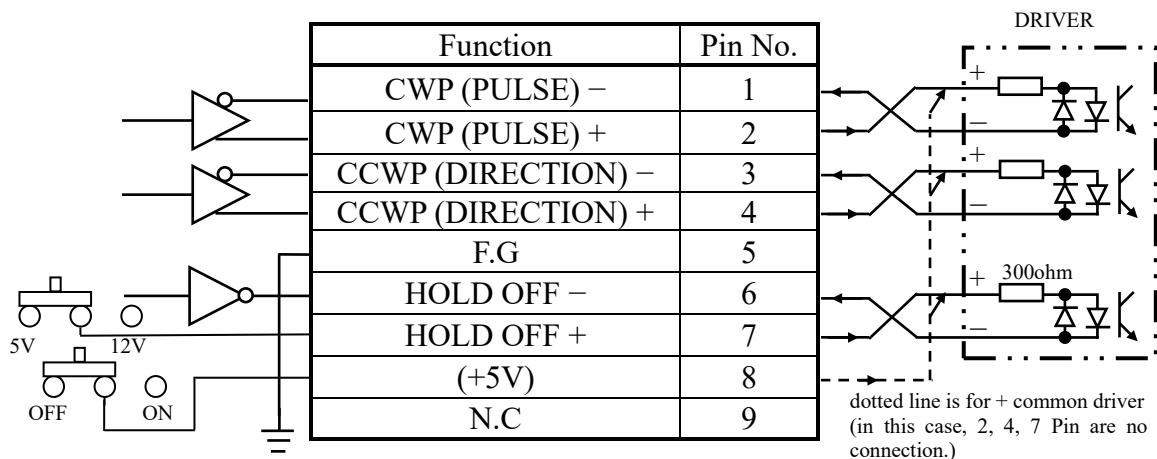 DRIVER
Function Pin No.
CWP (PULSE) − 1
CWP (PULSE) + 2
CCWP (DIRECTION) − 3
CCWP (DIRECTION) + 4
F.G 5
HOLD OFF − 6
HOLD OFF + 7
(+5V) 8
N.C 9
5V 12V
OFF ON
+
−
+
−
+ 300ohm
−
dotted line is for + common driver
(in this case, 2, 4, 7 Pin are no
connection.)